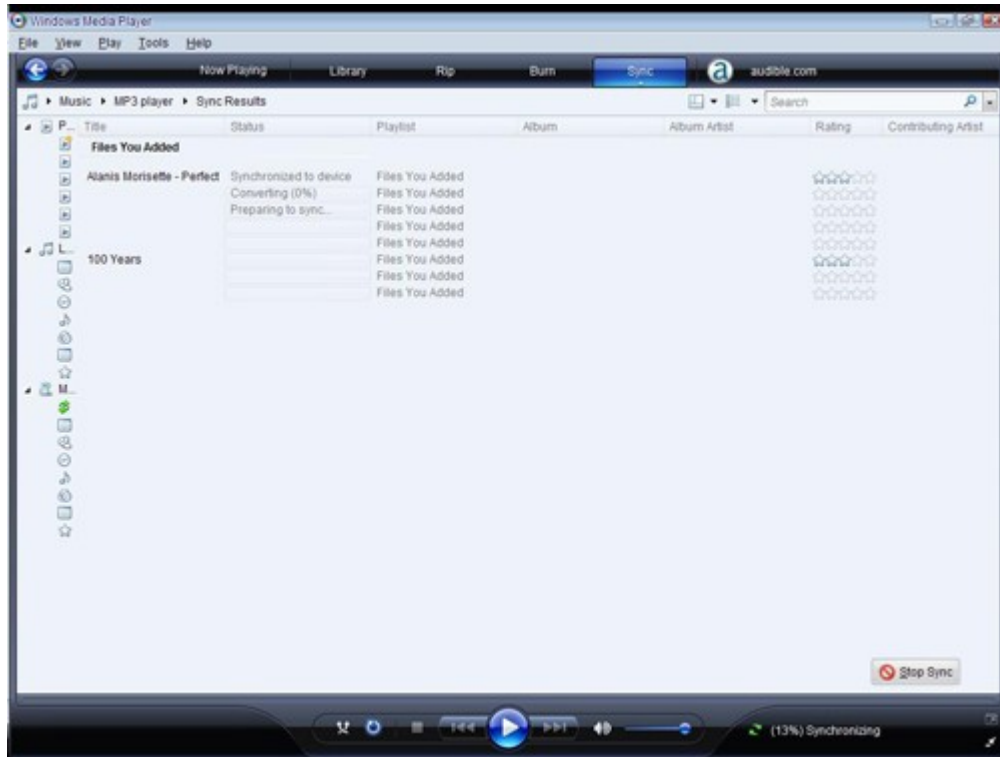 Windows Media Player
File View Play Tools Help
Now Playing Library Rip Burn Sync a audible.com
Music ▸ MP3 player ▸ Sync Results Search
P... Title Status Playlist Album Album Artist Rating Contributing Artist
Files You Added
Alanis Morisette - Perfect Synchronized to device Files You Added
Converting (0%) Files You Added
Preparing to sync... Files You Added
Files You Added
L... Files You Added
100 Years Files You Added
Files You Added
Files You Added
M...
Stop Sync
(13%) Synchronizing